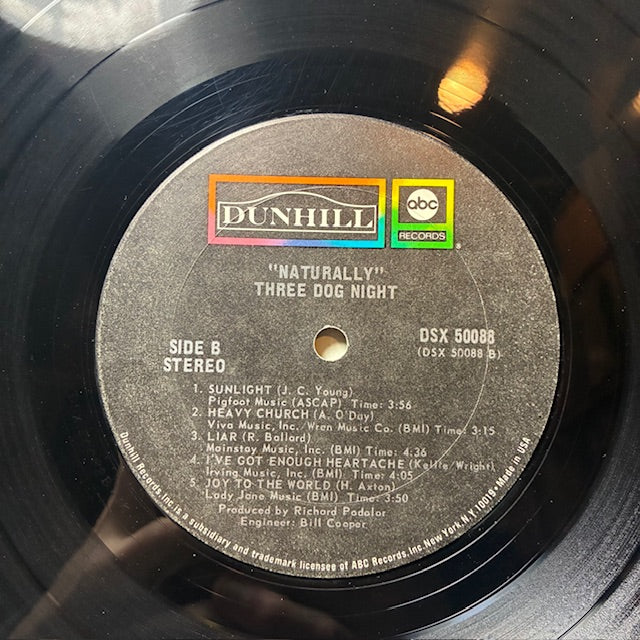 DUNHILL
abc
RECORDS
"NATURALLY"
THREE DOG NIGHT
SIDE B
STEREO
DSX 50088
(DSX 50088 B)
1. SUNLIGHT (J. C. Young)
Pigfoot Music (ASCAP) Time: 3:56
2. HEAVY CHURCH (A. O'Day)
Viva Music, Inc./Wren Music Co. (BMI) Time: 3:15
3. LIAR (R. Ballard)
Mainstay Music, Inc. (BMI) Time: 4:36
4. I'VE GOT ENOUGH HEARTACHE (Kellie/Wright)
Irving Music, Inc. (BMI) Time: 4:05
5. JOY TO THE WORLD (H. Axton)
Lady Jane Music (BMI) Time: 3:50
Produced by Richard Podolor
Engineer: Bill Cooper
Dunhill Records, Inc. is a subsidiary and trademark licensee of ABC Records, Inc. New York, N.Y. 10019 • Made in USA